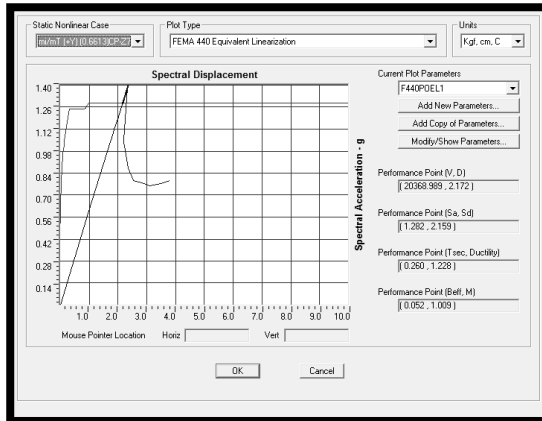 Static Nonlinear Case
Plot Type
FEMA 440 Equivalent Linearization
Units
Kgf, cm, C
Spectral Displacement
1.40
1.26
1.12
0.98
0.84
0.70
0.56
0.42
0.28
0.14
1.0 2.0 3.0 4.0 5.0 6.0 7.0 8.0 9.0 10.0
Spectral Acceleration - g
Mouse Pointer Location Horiz Vert
Current Plot Parameters
F440POEL1
Add New Parameters...
Add Copy of Parameters...
Modify/Show Parameters...
Performance Point (V, D)
( 20368.989 , 2.172 )
Performance Point (Sa, Sd)
( 1.282 , 2.159 )
Performance Point (Tsec, Ductility)
( 0.260 , 1.228 )
Performance Point (Beff, M)
( 0.052 , 1.009 )
OK Cancel